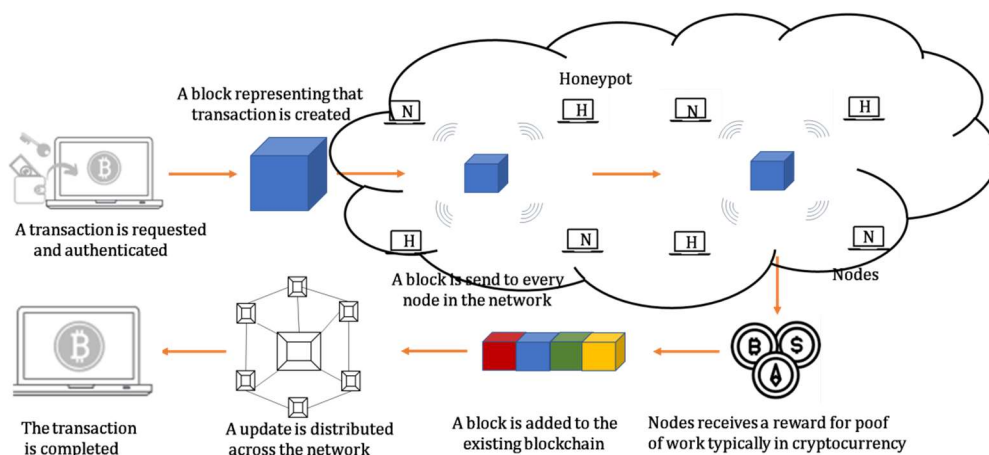 A block representing that
transaction is created
Honeypot
N
H
N
H
A transaction is requested
and authenticated
H
N
H
N
Nodes
A block is send to every
node in the network
The transaction
is completed
A update is distributed
across the network
A block is added to the
existing blockchain
Nodes receives a reward for poof
of work typically in cryptocurrency